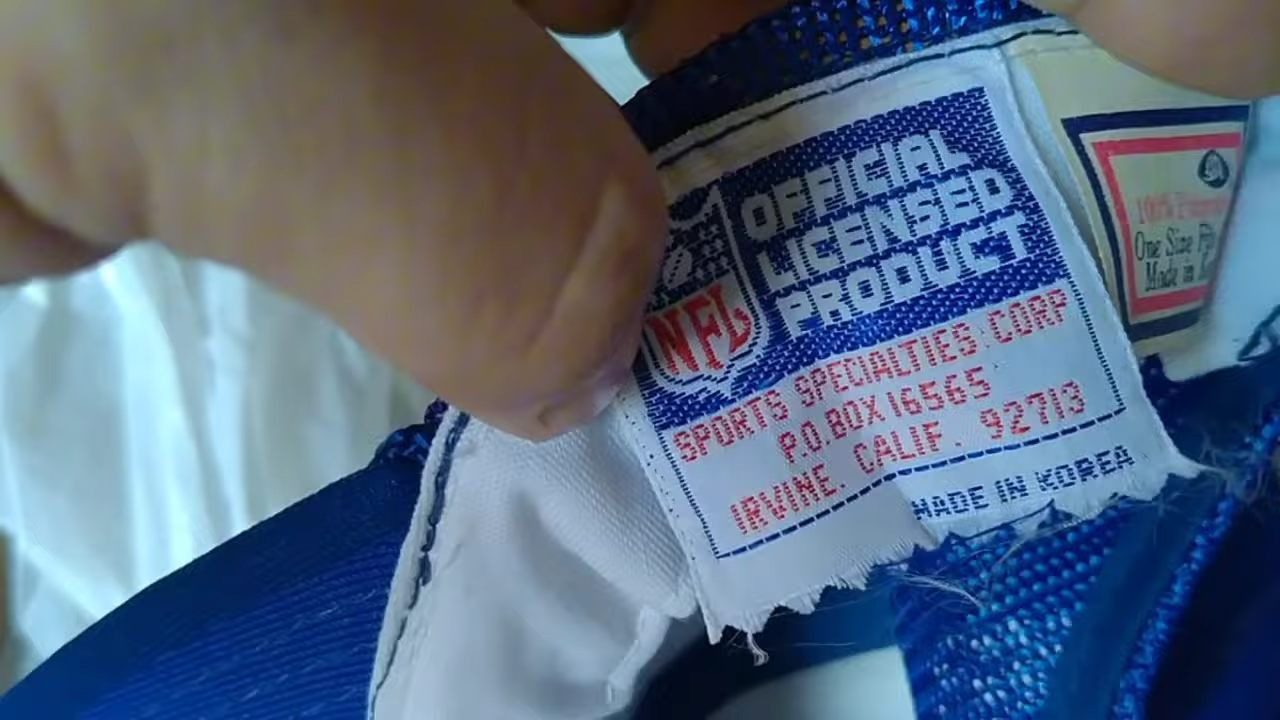 OFFICIAL
LICENSED
PRODUCT
NFL
SPORTS SPECIALTIES CORP
P.O.BOX 16565
IRVINE. CALIF. 92713
MADE IN KOREA
100%
One Size
Made in